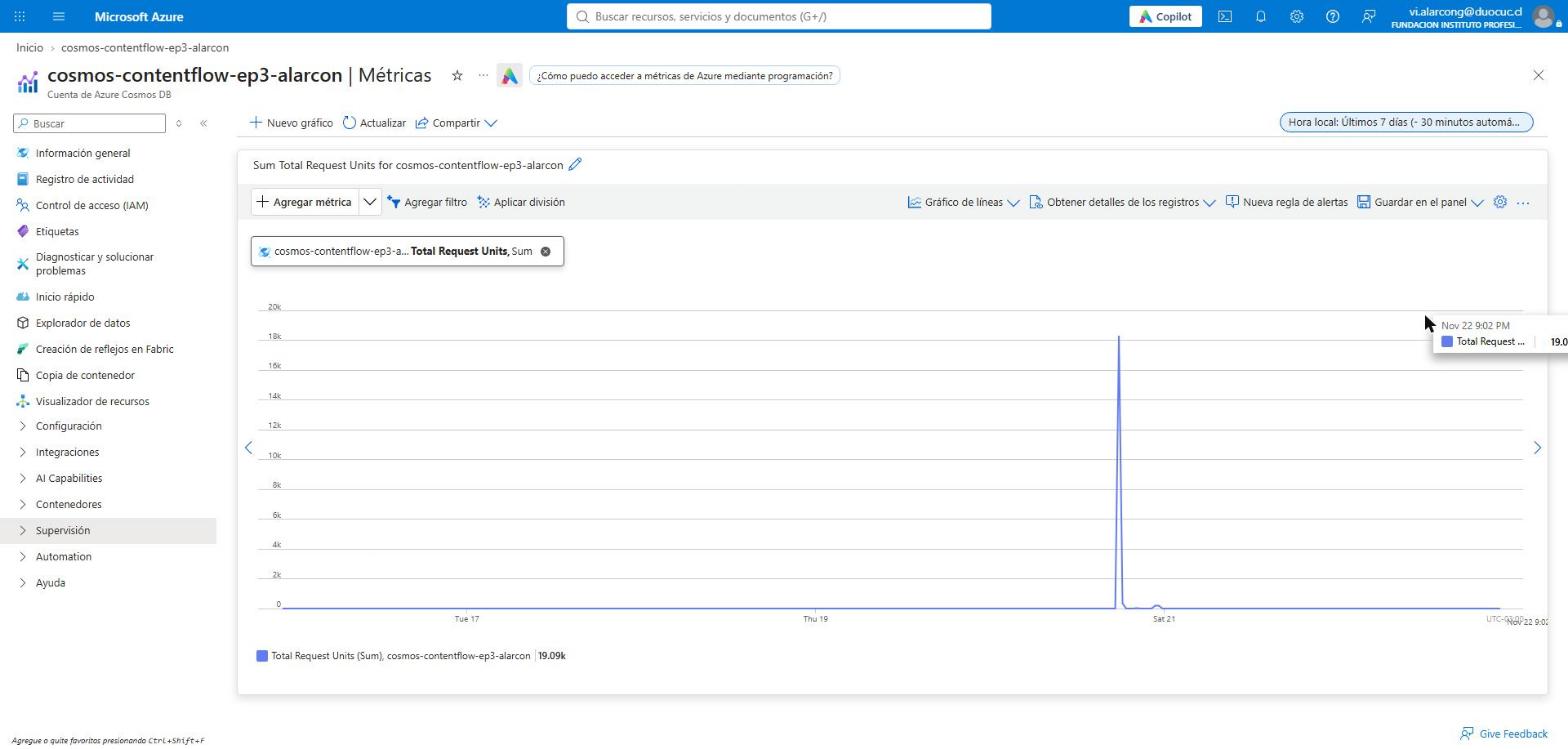 Microsoft Azure
Buscar recursos, servicios y documentos (G+/)
Copilot
vi.alarcong@duocuc.cl
FUNDACION INSTITUTO PROFESI...
Inicio > cosmos-contentflow-ep3-alarcon
cosmos-contentflow-ep3-alarcon | Métricas
¿Cómo puedo acceder a métricas de Azure mediante programación?
Cuenta de Azure Cosmos DB
Buscar
Nuevo gráfico
Actualizar
Compartir
Hora local: Últimos 7 días (- 30 minutos automá...
Información general
Registro de actividad
Control de acceso (IAM)
Etiquetas
Diagnosticar y solucionar
problemas
Inicio rápido
Explorador de datos
Creación de reflejos en Fabric
Copia de contenedor
Visualizador de recursos
Configuración
Integraciones
AI Capabilities
Contenedores
Supervisión
Automation
Ayuda
Sum Total Request Units for cosmos-contentflow-ep3-alarcon
Agregar métrica
Agregar filtro
Aplicar división
Gráfico de líneas
Obtener detalles de los registros
Nueva regla de alertas
Guardar en el panel
cosmos-contentflow-ep3-a... Total Request Units, Sum
20k
18k
16k
14k
12k
10k
8k
6k
4k
2k
0
Nov 22 9:02 PM
Total Request ... 19.0
Tue 17
Thu 19
Sat 21
Nov 22 9:02
Total Request Units (Sum), cosmos-contentflow-ep3-alarcon | 19.09k
Agregue o quite favoritos presionando Ctrl+Shift+F
Give Feedback